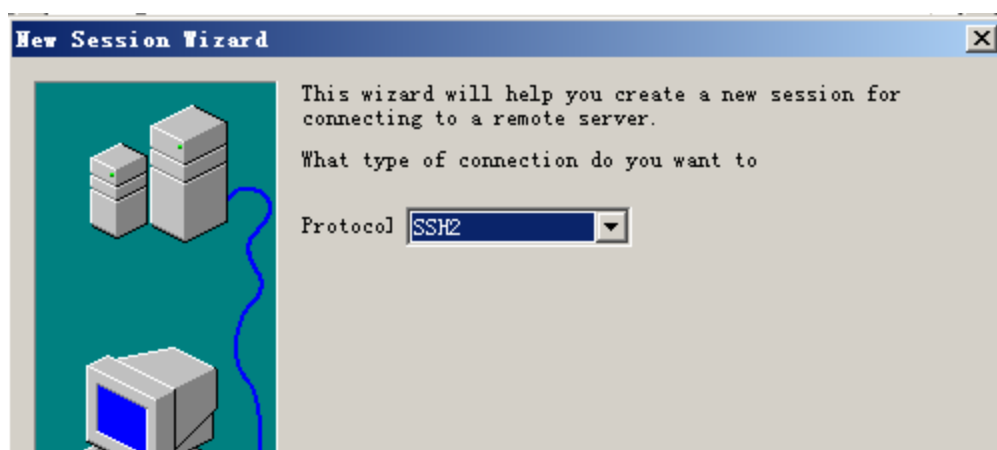 New Session Wizard
This wizard will help you create a new session for
connecting to a remote server.
What type of connection do you want to
Protocol SSH2